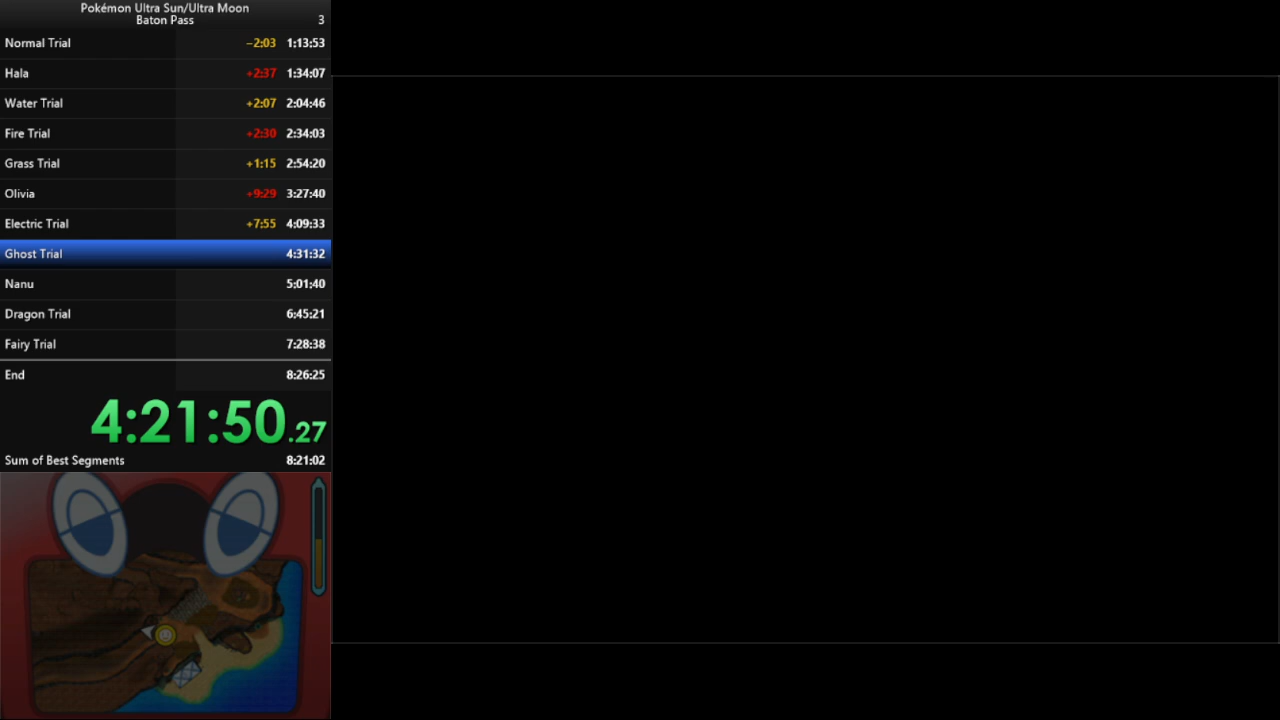 Pokémon Ultra Sun/Ultra Moon
Baton Pass 3
Normal Trial −2:03 1:13:53
Hala +2:37 1:34:07
Water Trial +2:07 2:04:46
Fire Trial +2:30 2:34:03
Grass Trial +1:15 2:54:20
Olivia +9:29 3:27:40
Electric Trial +7:55 4:09:33
Ghost Trial 4:31:32
Nanu 5:01:40
Dragon Trial 6:45:21
Fairy Trial 7:28:38
End 8:26:25
4:21:50.27
Sum of Best Segments 8:21:02